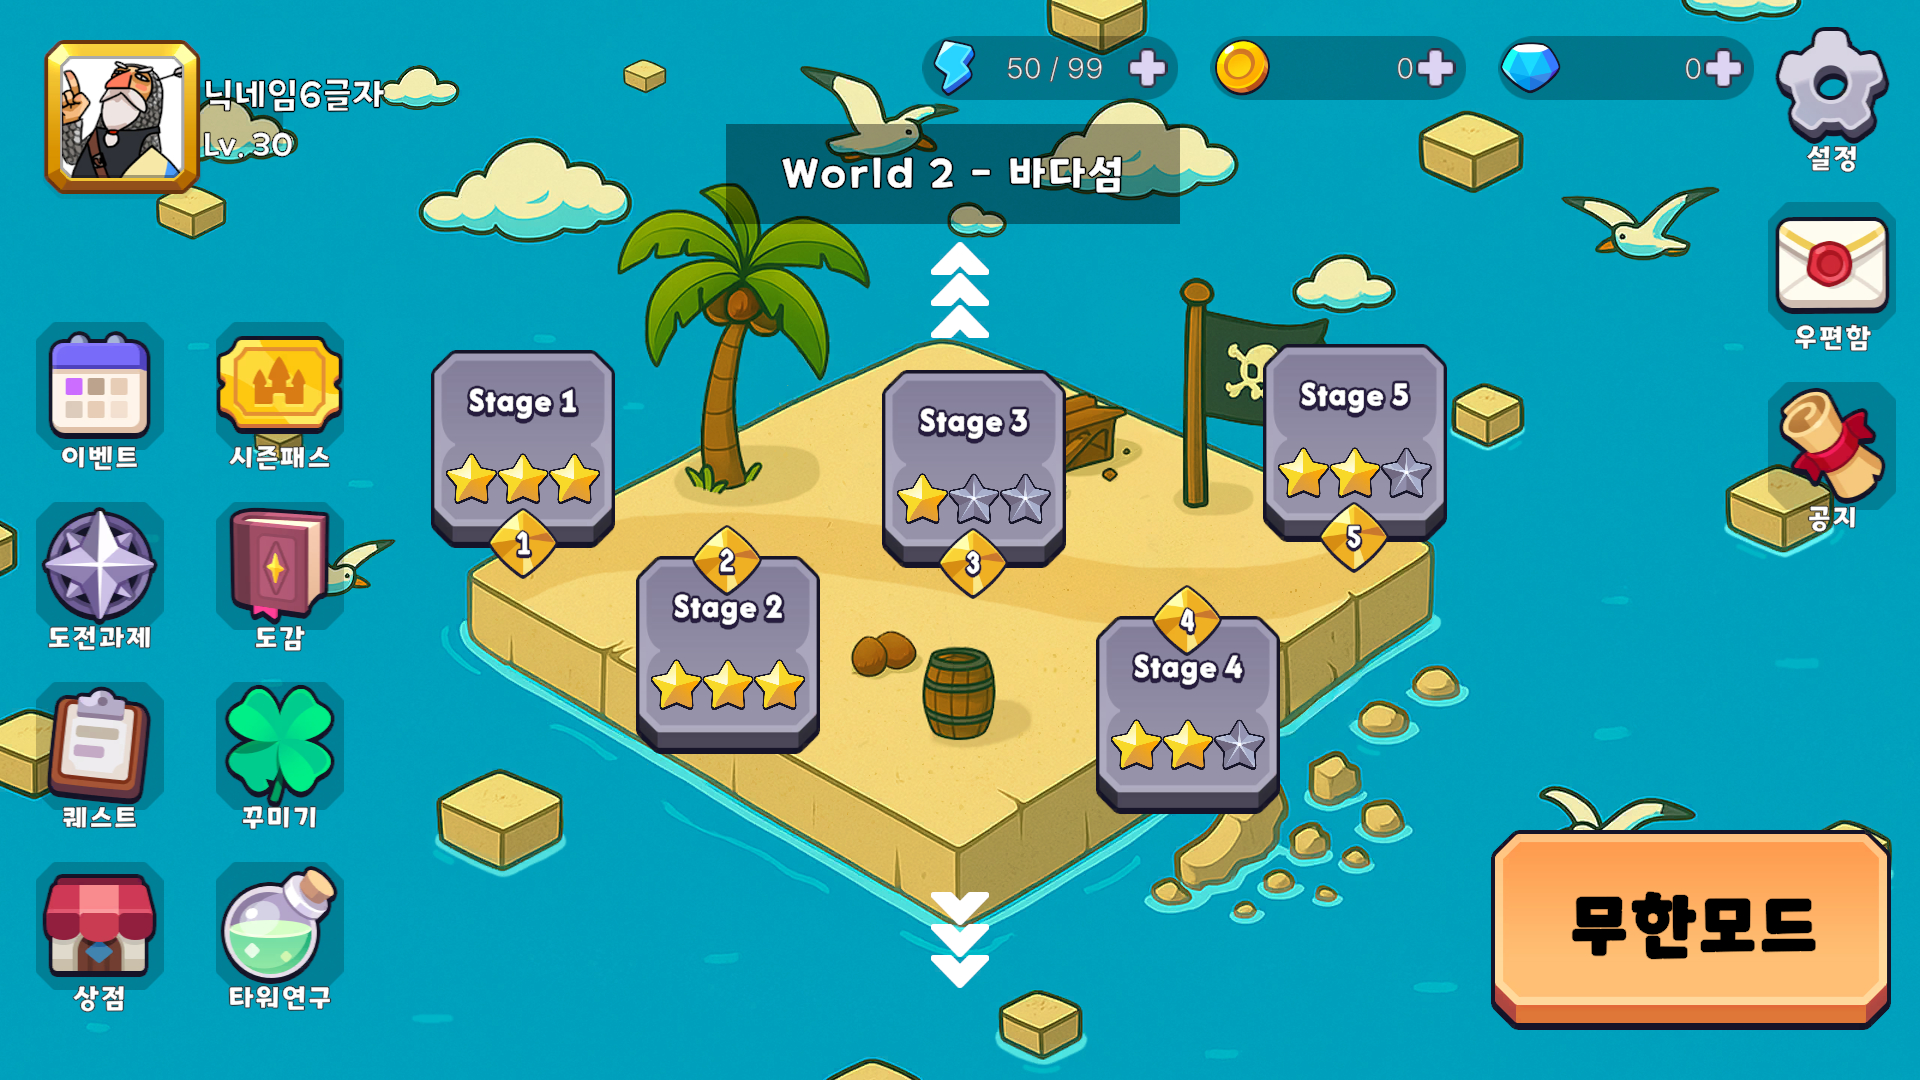 닉네임6글자
Lv. 30
50 / 99
0
0
설정
World 2 - 바다섬
우편함
공지
이벤트
시즌패스
도전과제
도감
퀘스트
꾸미기
상점
타워연구
Stage 1
1
2
Stage 2
Stage 3
3
4
Stage 4
Stage 5
5
무한모드